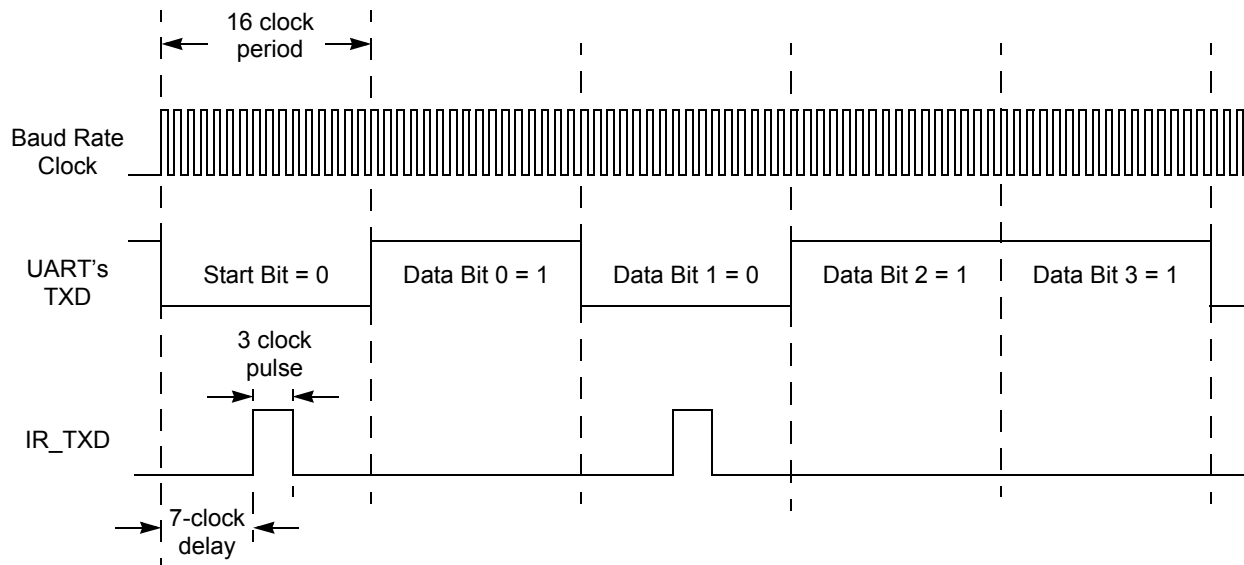 16 clock
period
Baud Rate
Clock
UART's
TXD
Start Bit = 0
Data Bit 0 = 1
Data Bit 1 = 0
Data Bit 2 = 1
Data Bit 3 = 1
3 clock
pulse
IR_TXD
7-clock
delay